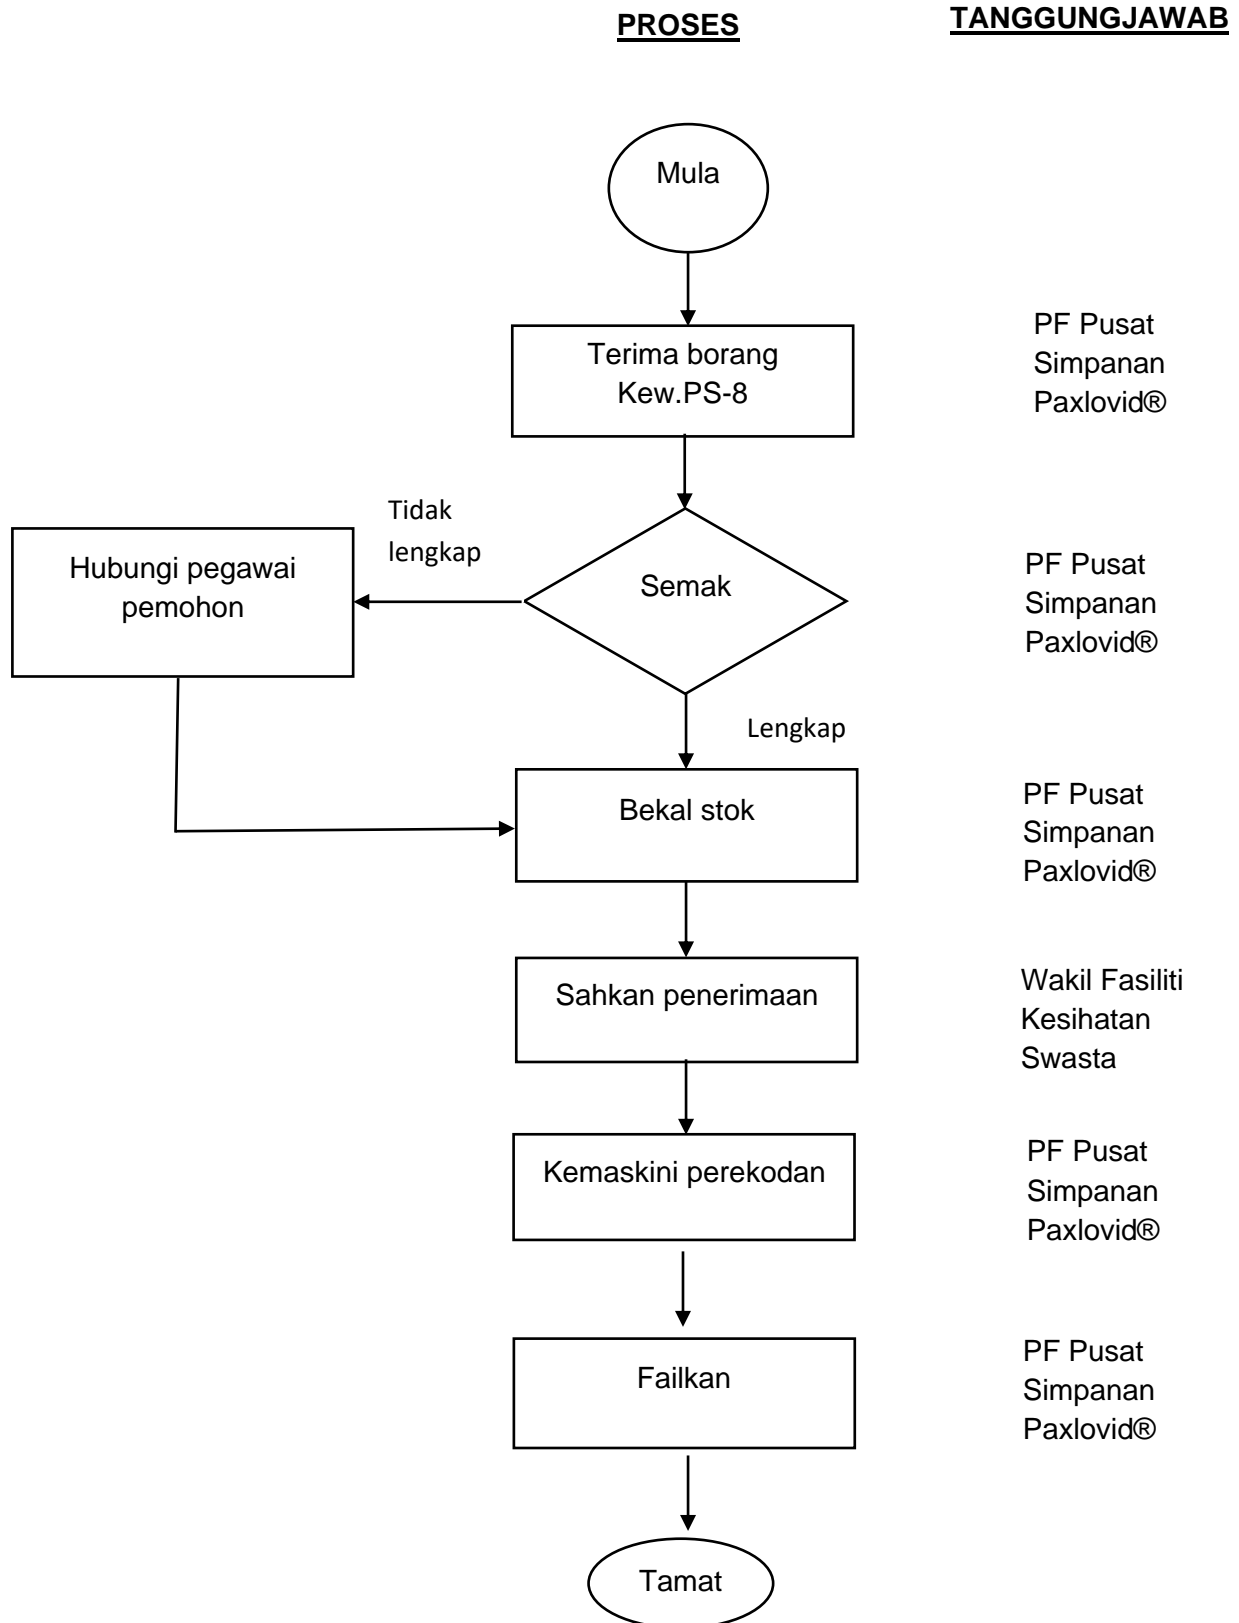 PROSES
TANGGUNGJAWAB
Mula
Terima borang
Kew.PS-8
PF Pusat
Simpanan
Paxlovid®
Tidak
lengkap
Hubungi pegawai
pemohon
Semak
PF Pusat
Simpanan
Paxlovid®
Lengkap
Bekal stok
PF Pusat
Simpanan
Paxlovid®
Sahkan penerimaan
Wakil Fasiliti
Kesihatan
Swasta
Kemaskini perekodan
PF Pusat
Simpanan
Paxlovid®
Failkan
PF Pusat
Simpanan
Paxlovid®
Tamat